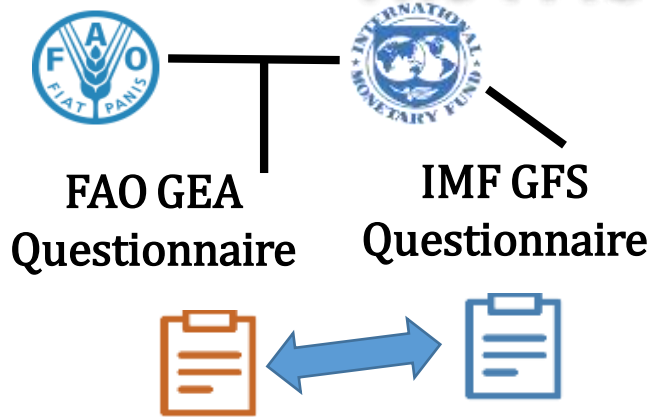 FAO
FIAT PANIS
INTERNATIONAL
MONETARY FUND
FAO GEA
Questionnaire
IMF GFS
Questionnaire